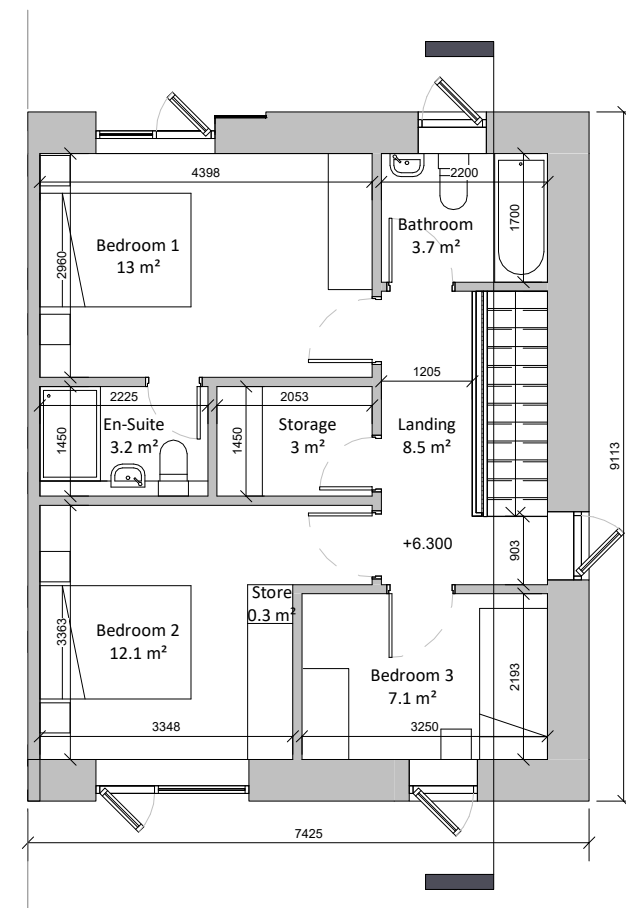 4398
2200
Bedroom 1
13 m²
2960
Bathroom
3.7 m²
1700
1205
2225
2053
En-Suite
3.2 m²
1450
Storage
3 m²
1450
Landing
8.5 m²
9113
+6.300
903
Store
0.3 m²
Bedroom 2
12.1 m²
3363
Bedroom 3
7.1 m²
2193
3348
3250
7425